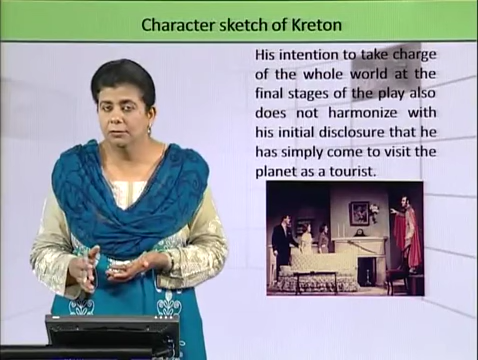 Character sketch of Kreton
His intention to take charge
of the whole world at the
final stages of the play also
does not harmonize with
his initial disclosure that he
has simply come to visit the
planet as a tourist.